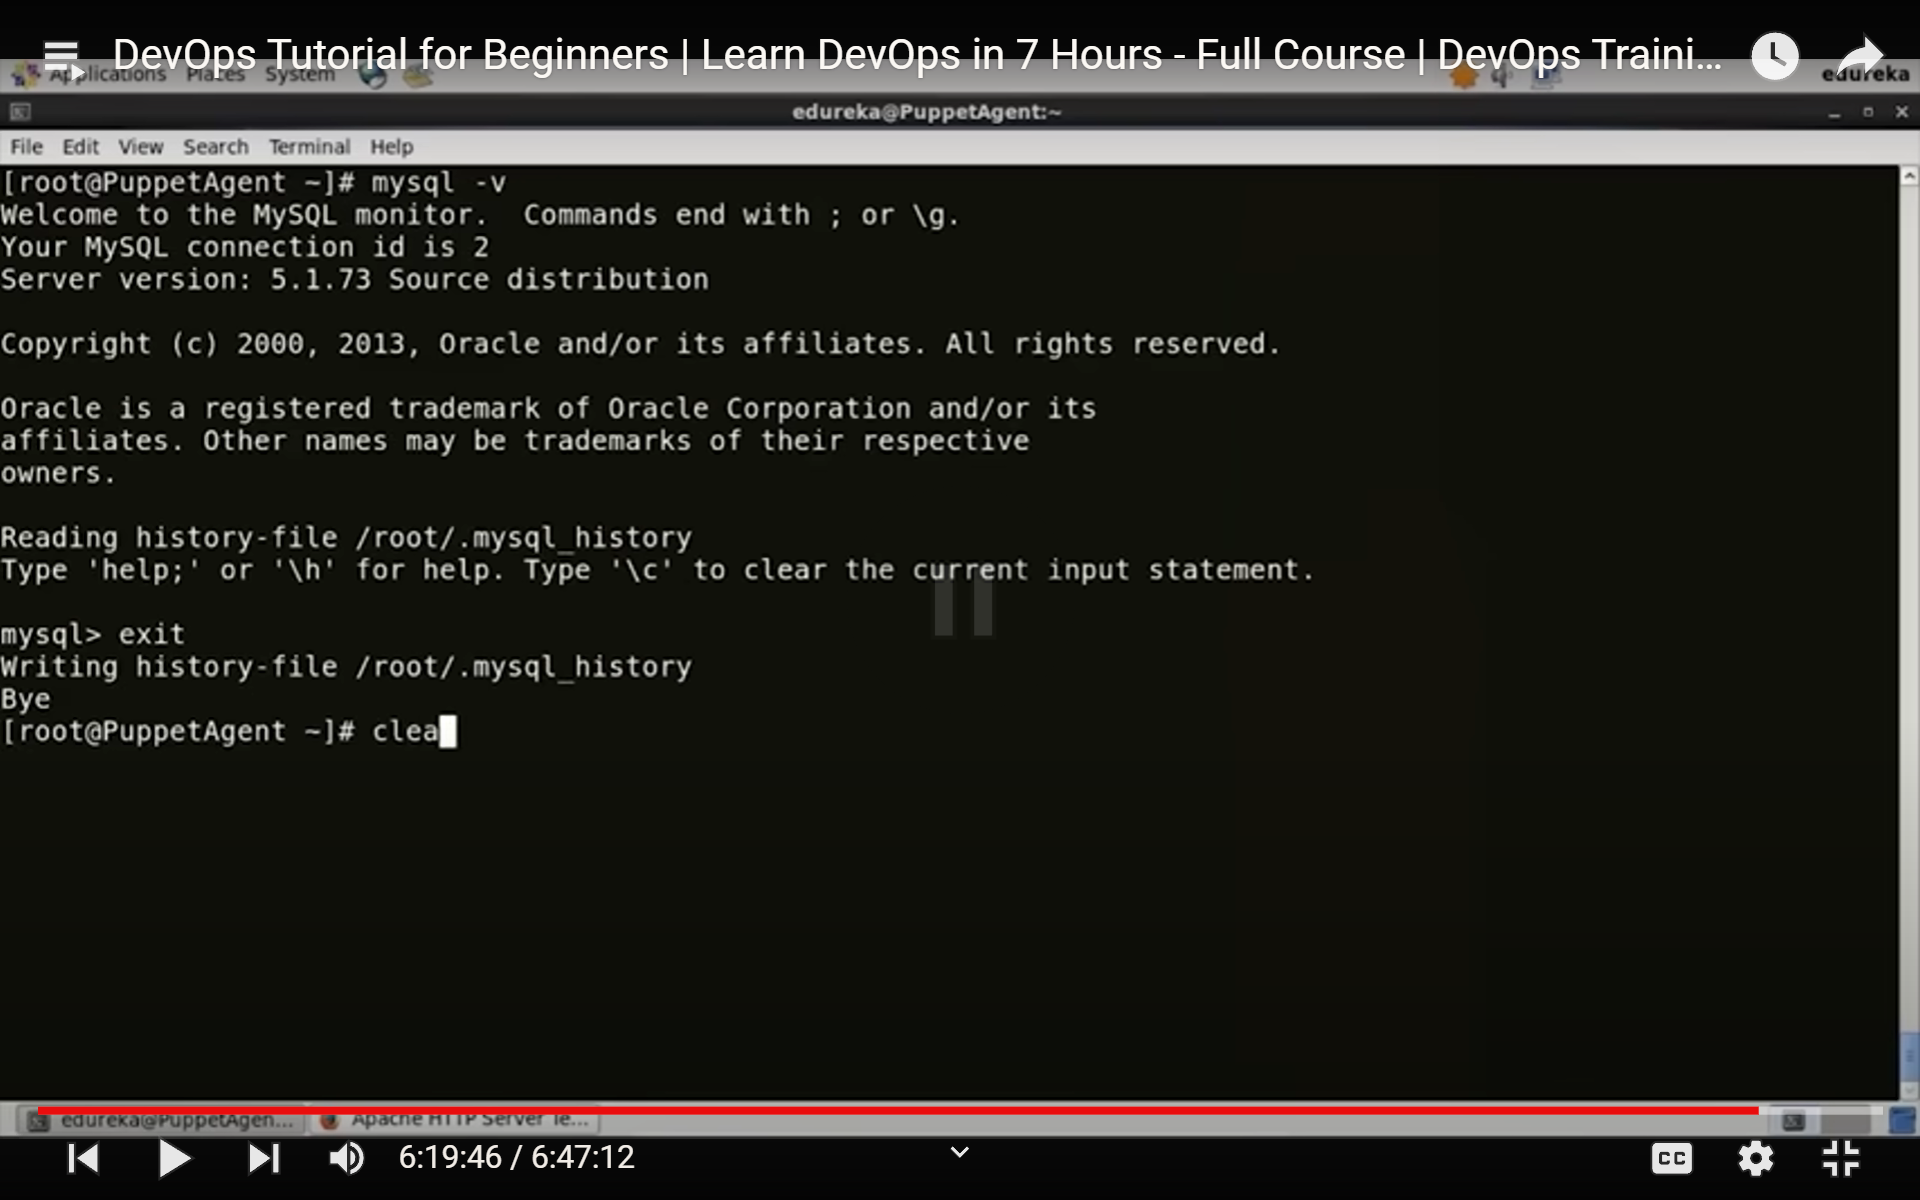 DevOps Tutorial for Beginners | Learn DevOps in 7 Hours - Full Course | DevOps Traini...
Applications Places System edureka
edureka@PuppetAgent:~
File Edit View Search Terminal Help
[root@PuppetAgent ~]# mysql -v
Welcome to the MySQL monitor.  Commands end with ; or \g.
Your MySQL connection id is 2
Server version: 5.1.73 Source distribution
Copyright (c) 2000, 2013, Oracle and/or its affiliates. All rights reserved.
Oracle is a registered trademark of Oracle Corporation and/or its
affiliates. Other names may be trademarks of their respective
owners.
Reading history-file /root/.mysql_history
Type 'help;' or '\h' for help. Type '\c' to clear the current input statement.
mysql> exit
Writing history-file /root/.mysql_history
Bye
[root@PuppetAgent ~]# clea
edureka@PuppetAgen... Apache HTTP Server Te...
6:19:46 / 6:47:12 CC